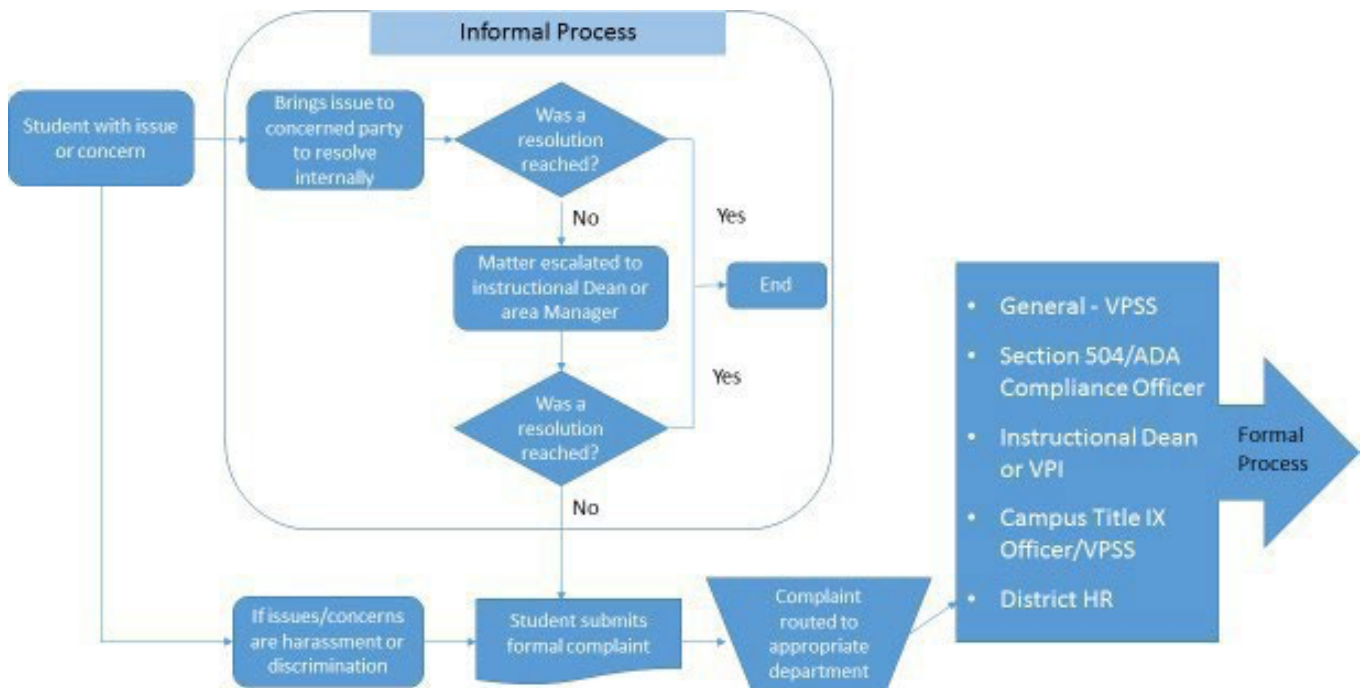 Informal Process
Student with issue
or concern
Brings issue to
concerned party
to resolve
internally
Was a
resolution
reached?
No
Yes
Matter escalated to
instructional Dean or
area Manager
End
Yes
Was a
resolution
reached?
No
If issues/concerns
are harassment or
discrimination
Student submits
formal complaint
Complaint
routed to
appropriate
department
• General - VPSS
• Section 504/ADA
Compliance Officer
• Instructional Dean
or VPI
• Campus Title IX
Officer/VPSS
• District HR
Formal
Process